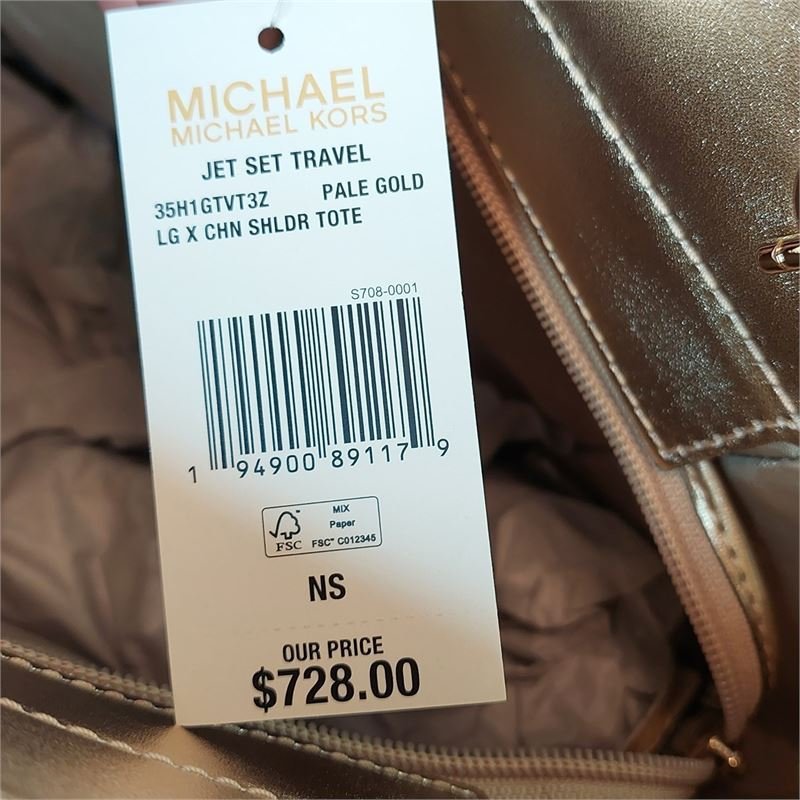 MICHAEL
MICHAEL KORS
JET SET TRAVEL
35H1GTVT3Z PALE GOLD
LG X CHN SHLDR TOTE
S708-0001
1 94900 89117 9
FSC
MIX
Paper
FSC™ C012345
NS
OUR PRICE
$728.00